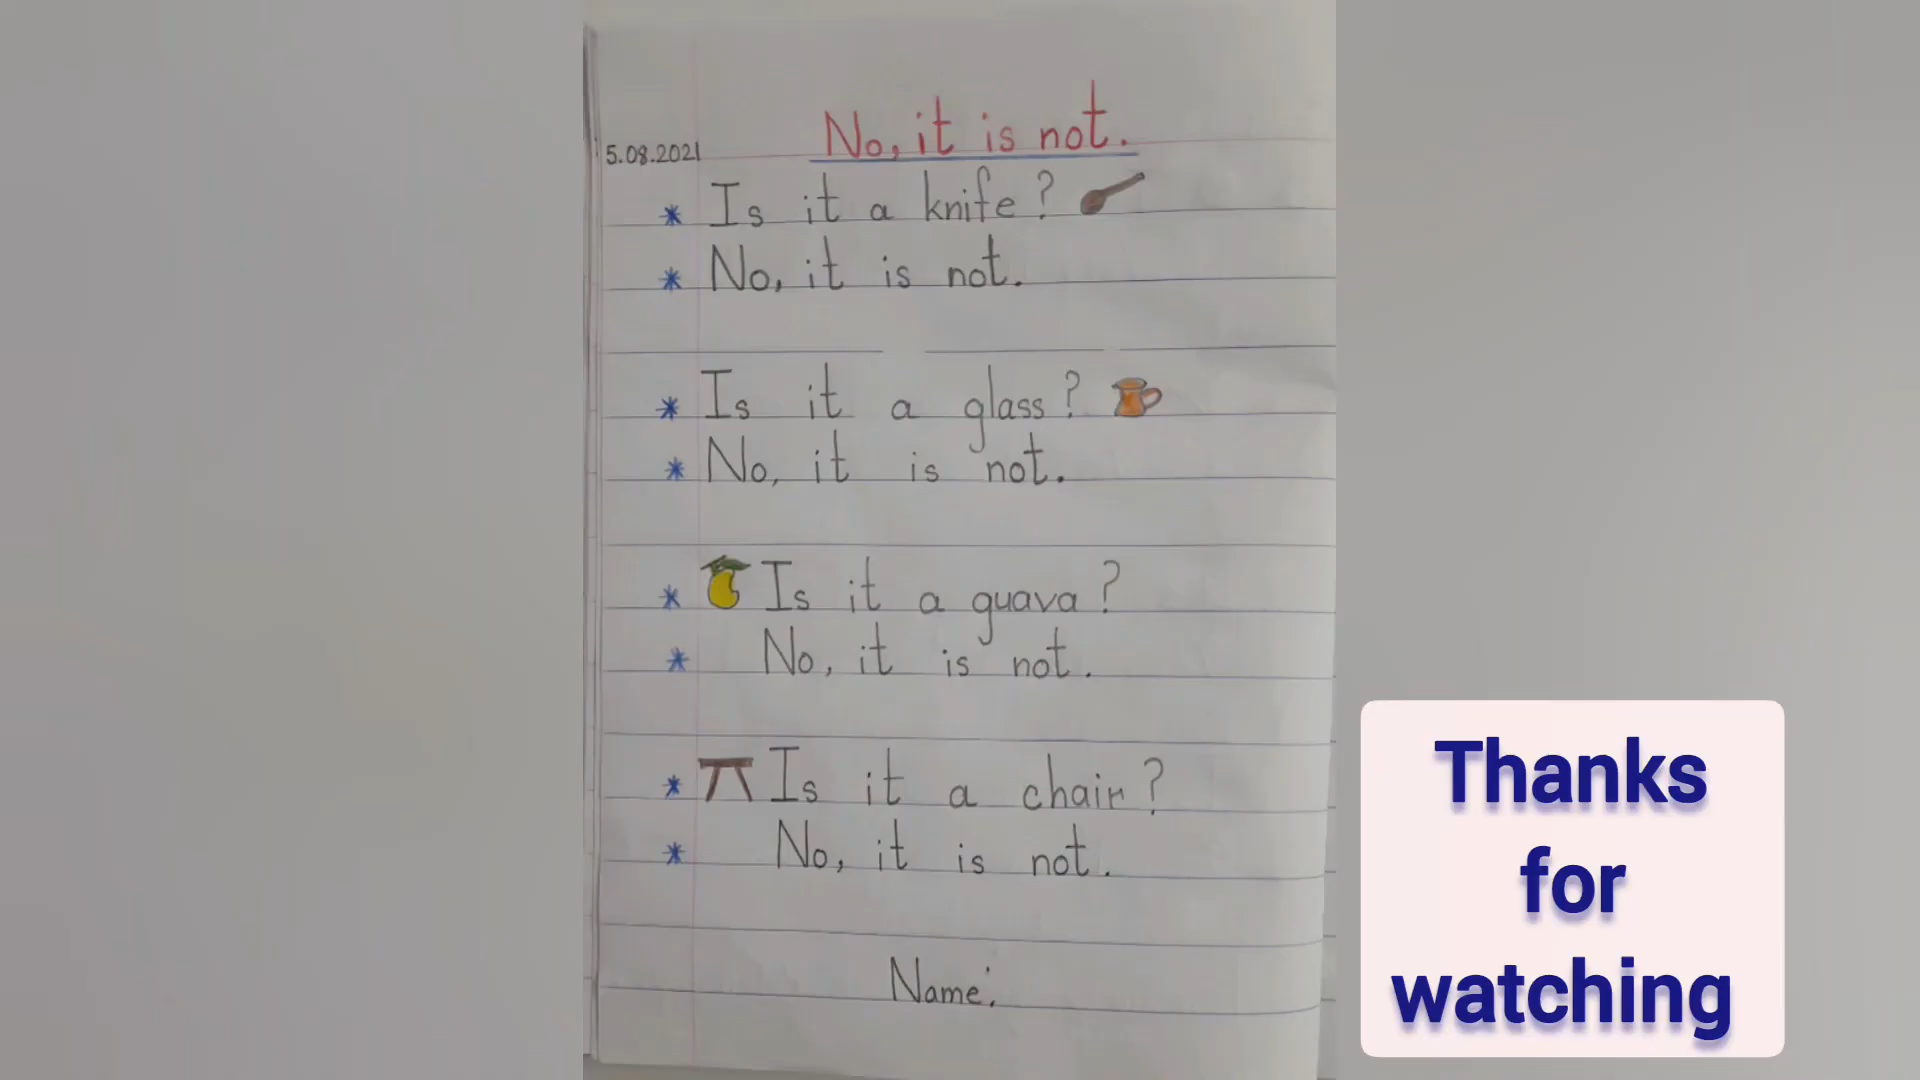 No, it is not.
5.08.2021
* Is it a knife?
* No, it is not.
* Is it a glass?
* No, it is not.
* Is it a guava?
* No, it is not.
* Is it a chair?
* No, it is not.
Name:
Thanks
for
watching